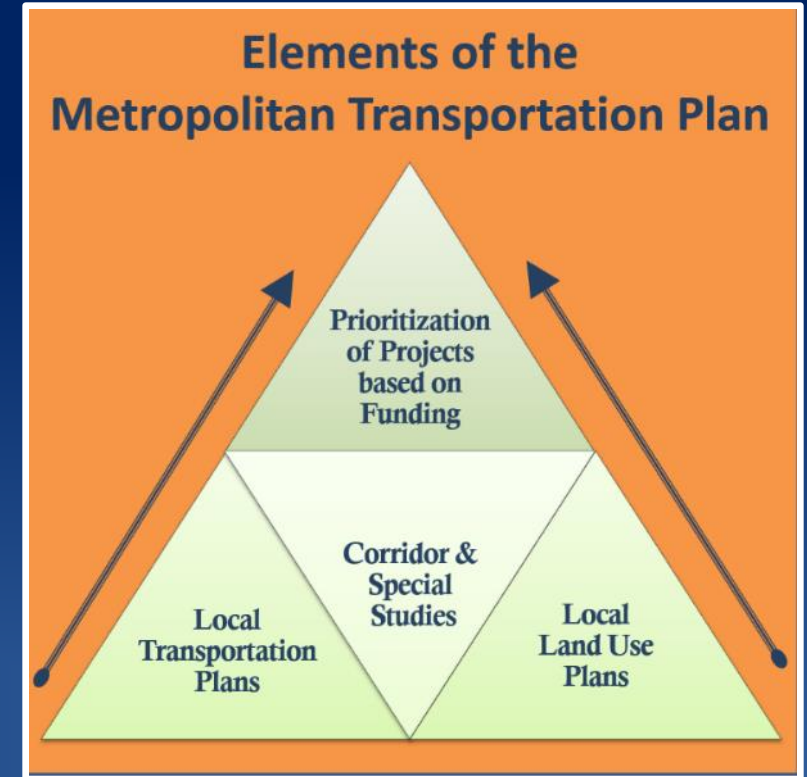 Elements of the
Metropolitan Transportation Plan
Prioritization
of Projects
based on
Funding
Corridor &
Special
Studies
Local
Transportation
Plans
Local
Land Use
Plans